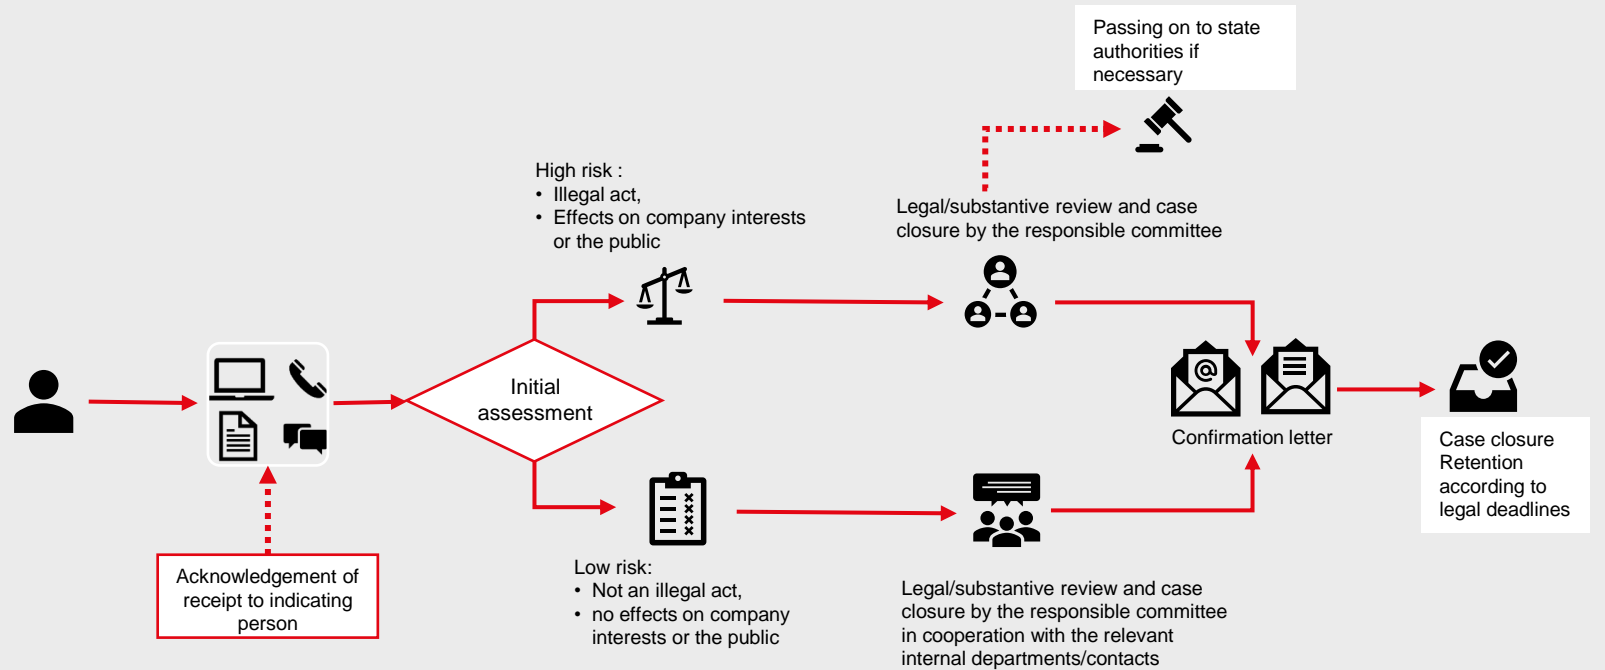 Passing on to state
authorities if
necessary
High risk :
• Illegal act,
• Effects on company interests
or the public
Legal/substantive review and case
closure by the responsible committee
Initial
assessment
@
Confirmation letter
Case closure
Retention
according to
legal deadlines
Acknowledgement of
receipt to indicating
person
Low risk:
• Not an illegal act,
• no effects on company
interests or the public
Legal/substantive review and case
closure by the responsible committee
in cooperation with the relevant
internal departments/contacts